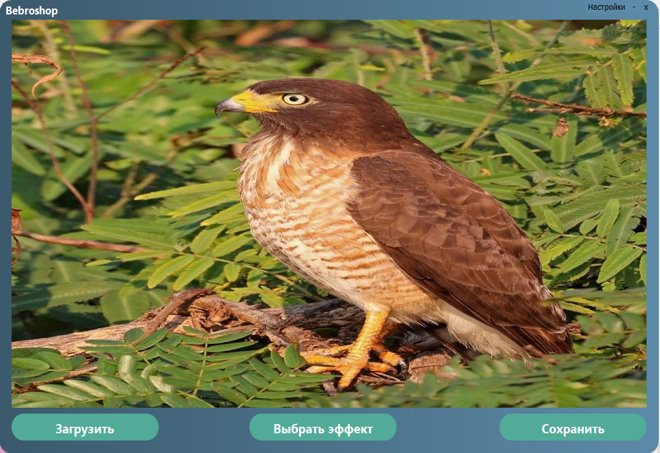 Bebroshop
Настройки - x
Загрузить
Выбрать эффект
Сохранить